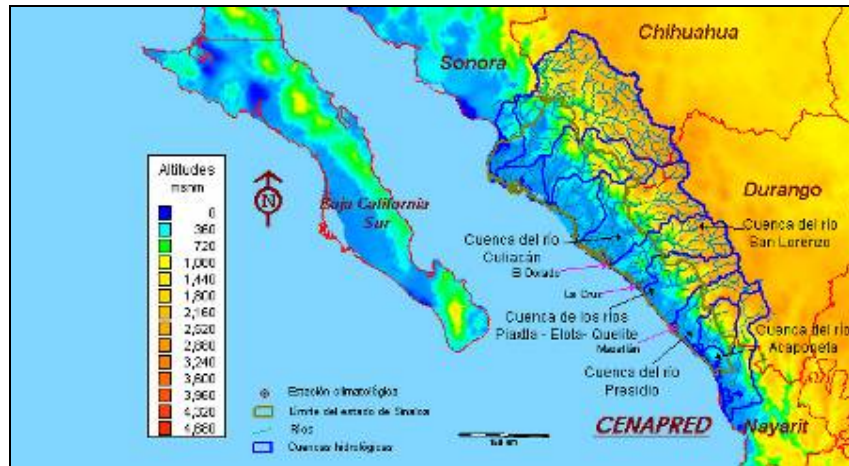 Chihuahua
Sonora
Altitudes
msnm
0
360
720
1,080
1,440
1,800
2,160
2,520
2,880
3,240
3,600
3,960
4,320
4,680
N
Baja California
Sur
Durango
Cuenca del río
San Lorenzo
Cuenca del río
Culiacán
El Dorado
La Cruz
Cuenca de los ríos
Piaxtla - Elota- Quelite
Mazatlán
Cuenca del río
Acaponeta
Cuenca del río
Presidio
Estación climatológica
Límite del estado de Sinaloa
Ríos
Cuencas hidrológicas
CENAPRED
Nayarit